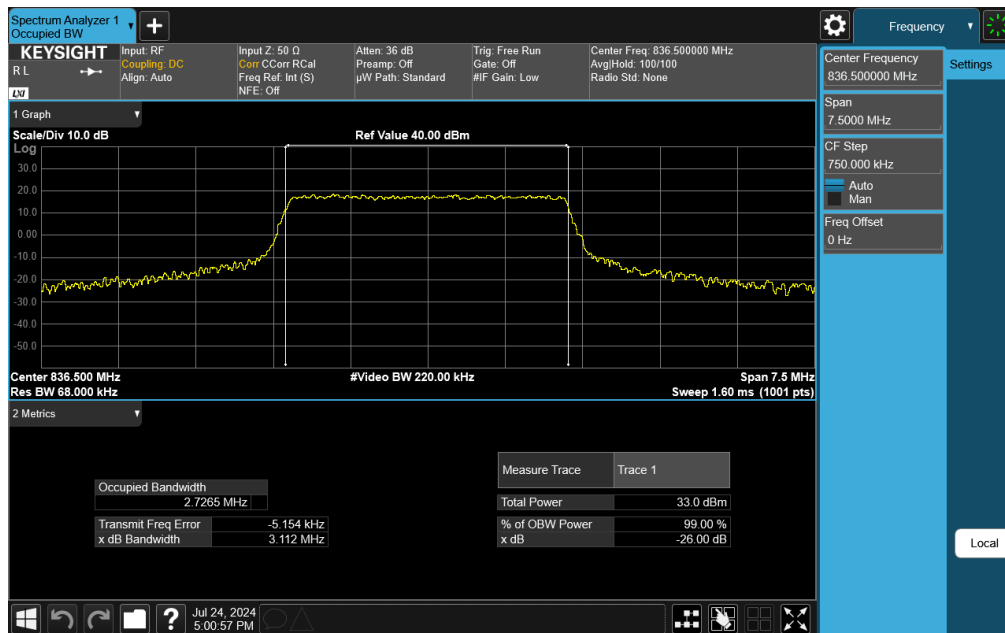 Spectrum Analyzer 1
Occupied BW
Frequency
KEYSIGHT
R L
LXI
Input: RF
Coupling: DC
Align: Auto
Input Z: 50 Ω
Corr CCorr RCal
Freq Ref: Int (S)
NFE: Off
Atten: 36 dB
Preamp: Off
µW Path: Standard
Trig: Free Run
Gate: Off
#IF Gain: Low
Center Freq: 836.500000 MHz
Avg|Hold: 100/100
Radio Std: None
1 Graph
Scale/Div 10.0 dB
Ref Value 40.00 dBm
Log
30.0
20.0
10.0
0.00
-10.0
-20.0
-30.0
-40.0
-50.0
Center 836.500 MHz
#Video BW 220.00 kHz
Span 7.5 MHz
Res BW 68.000 kHz
Sweep 1.60 ms (1001 pts)
2 Metrics
Occupied Bandwidth
2.7265 MHz
Transmit Freq Error -5.154 kHz
x dB Bandwidth 3.112 MHz
Measure Trace Trace 1
Total Power 33.0 dBm
% of OBW Power 99.00 %
x dB -26.00 dB
Center Frequency
836.500000 MHz
Span
7.5000 MHz
CF Step
750.000 kHz
Auto
Man
Freq Offset
0 Hz
Settings
Local
Jul 24, 2024
5:00:57 PM